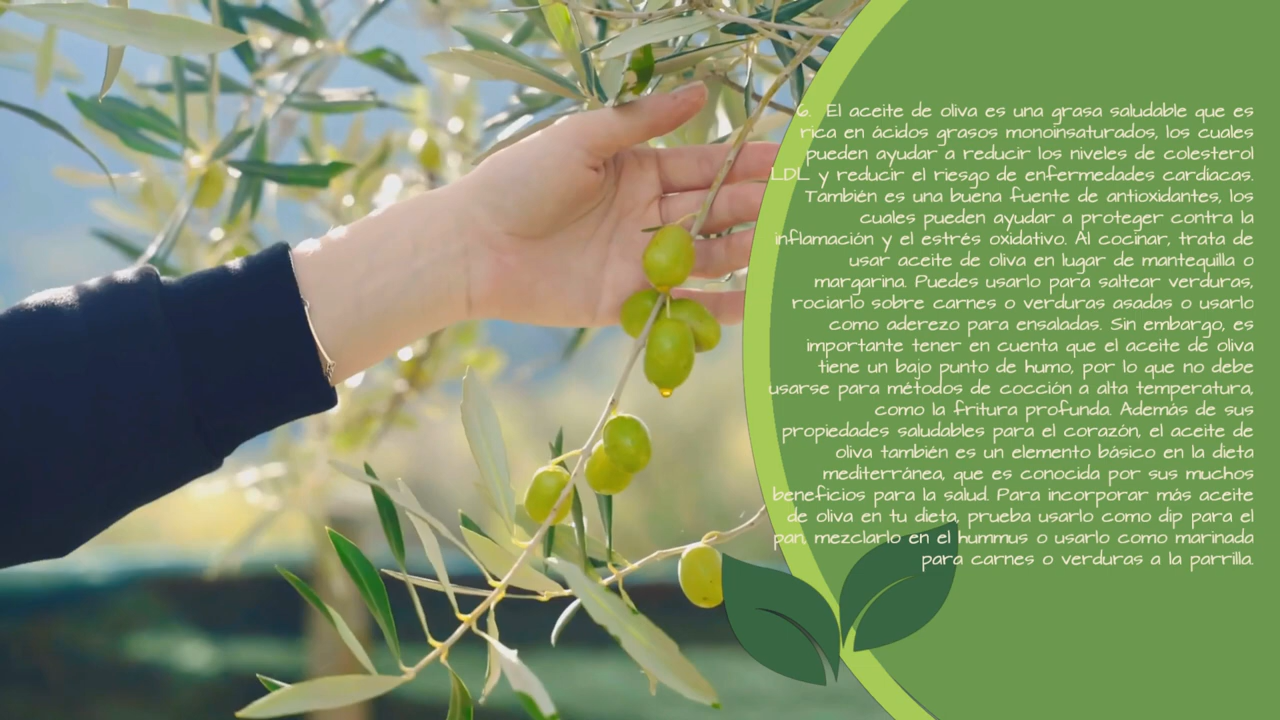 6. El aceite de oliva es una grasa saludable que es
rica en ácidos grasos monoinsaturados, los cuales
pueden ayudar a reducir los niveles de colesterol
LDL y reducir el riesgo de enfermedades cardíacas.
También es una buena fuente de antioxidantes, los
cuales pueden ayudar a proteger contra la
inflamación y el estrés oxidativo. Al cocinar, trata de
usar aceite de oliva en lugar de mantequilla o
margarina. Puedes usarlo para saltear verduras,
rociarlo sobre carnes o verduras asadas o usarlo
como aderezo para ensaladas. Sin embargo, es
importante tener en cuenta que el aceite de oliva
tiene un bajo punto de humo, por lo que no debe
usarse para métodos de cocción a alta temperatura,
como la fritura profunda. Además de sus
propiedades saludables para el corazón, el aceite de
oliva también es un elemento básico en la dieta
mediterránea, que es conocida por sus muchos
beneficios para la salud. Para incorporar más aceite
de oliva en tu dieta, prueba usarlo como dip para el
pan, mezclarlo en el hummus o usarlo como marinada
para carnes o verduras a la parrilla.